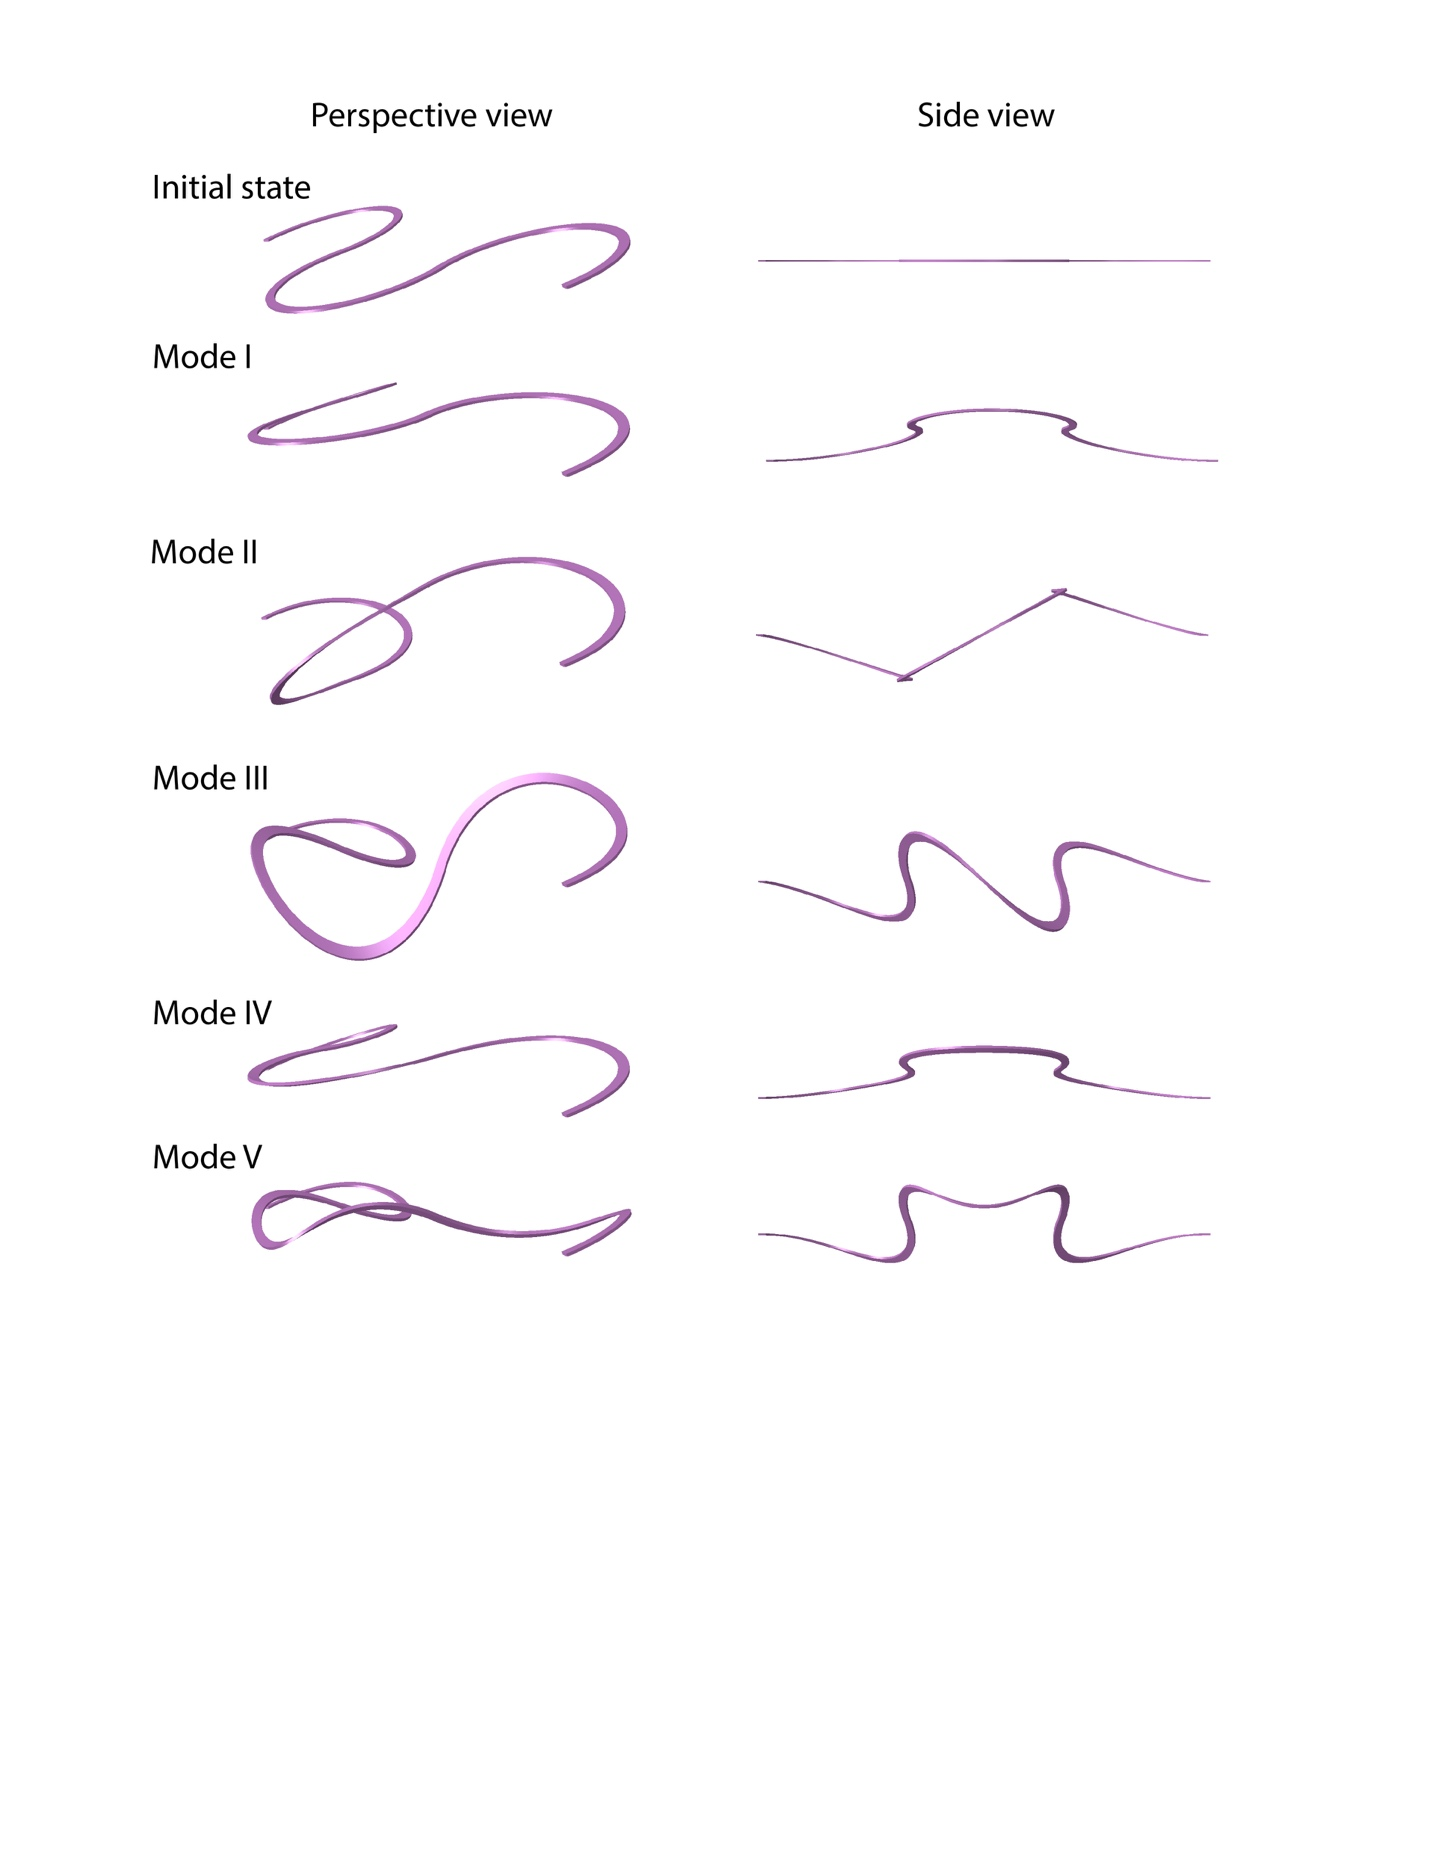 Perspective view
Side view
Initial state
Mode I
Mode II
Mode III
Mode IV
Mode V